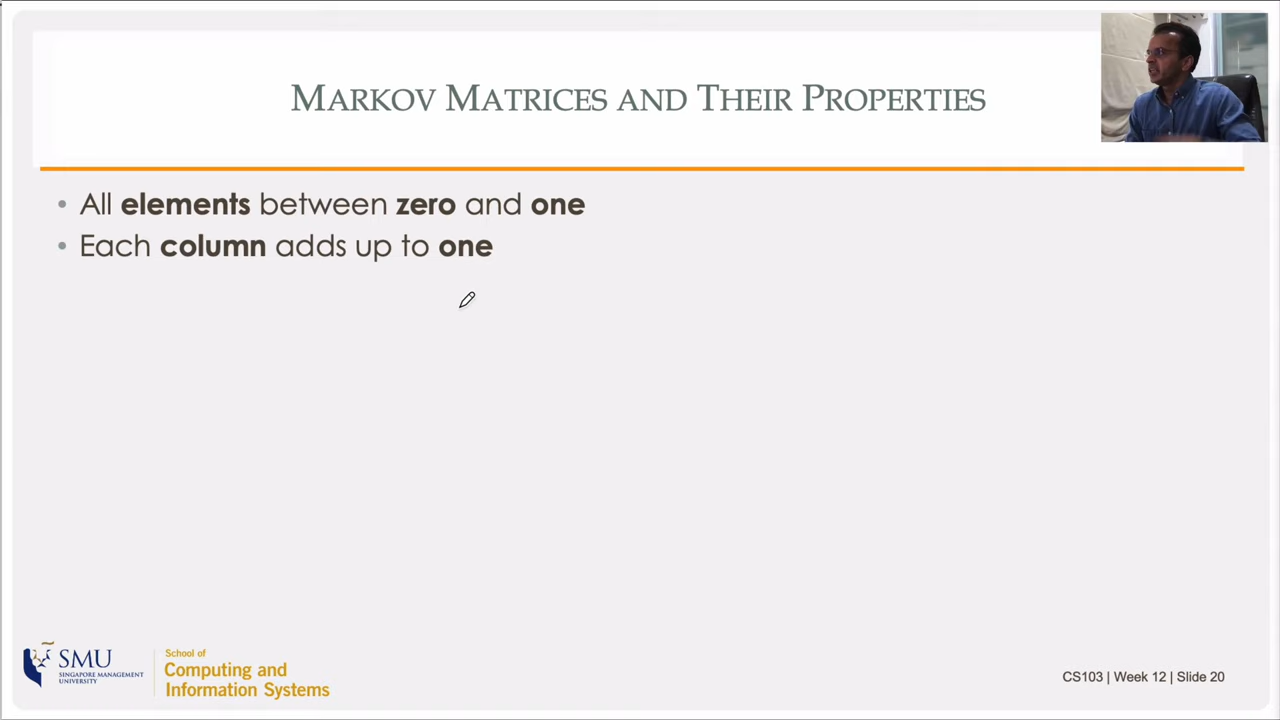 MARKOV MATRICES AND THEIR PROPERTIES
• All elements between zero and one
• Each column adds up to one
SMU
SINGAPORE MANAGEMENT
UNIVERSITY
School of
Computing and
Information Systems
CS103 | Week 12 | Slide 20